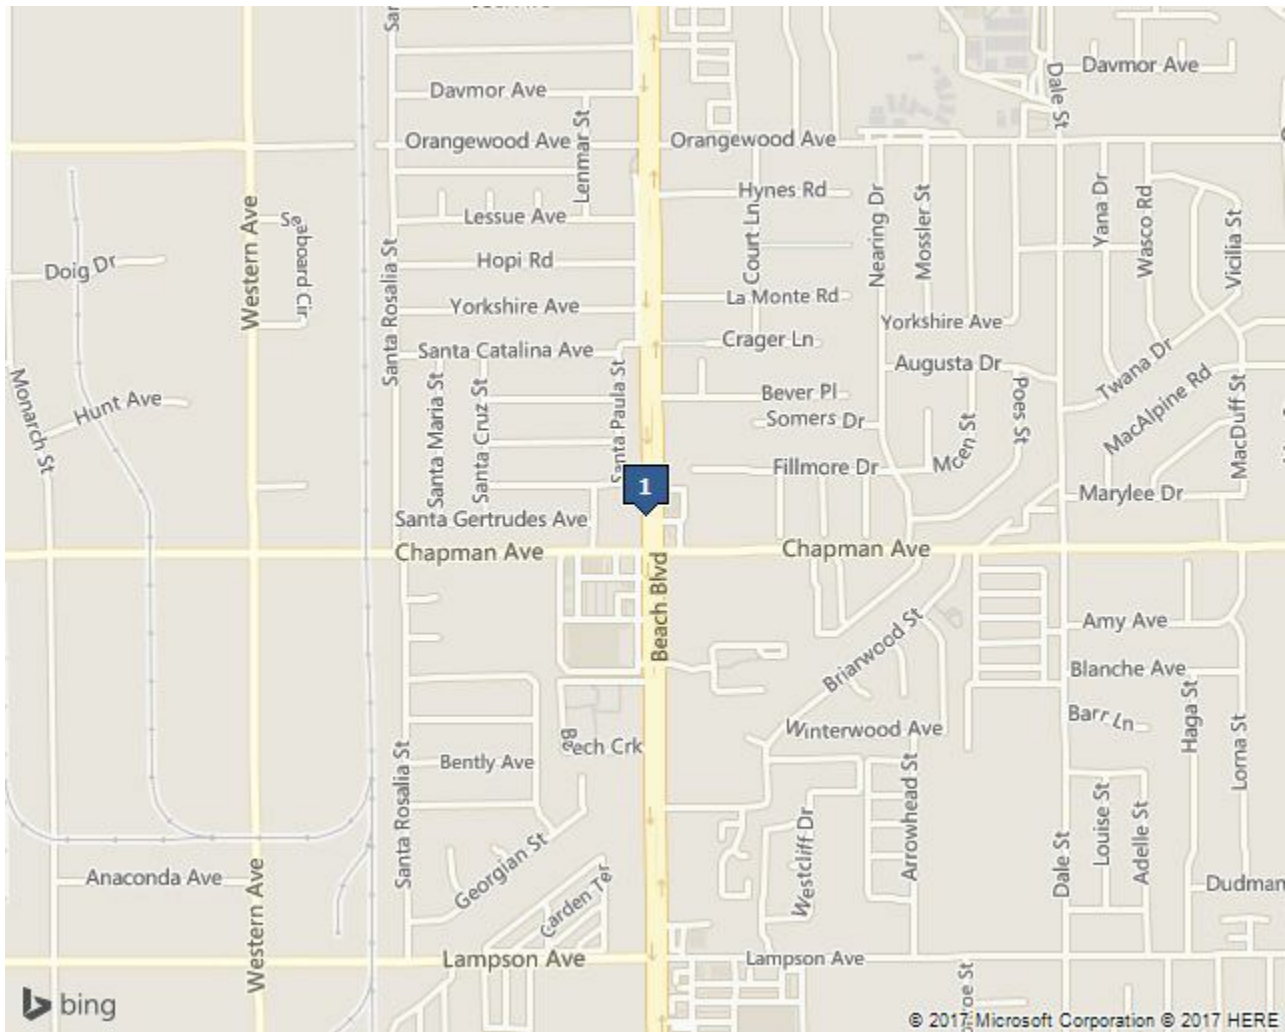 Davmor Ave
Davmor Ave
Dale St
Orangewood Ave
Orangewood Ave
Lenmar St
Hynes Rd
Lessue Ave
Western Ave
Seaboard Cir
Santa Rosalia St
Court Ln
Nearing Dr
Mossler St
Yana Dr
Wasco Rd
Vicilia St
Doig Dr
Hopi Rd
La Monte Rd
Yorkshire Ave
Yorkshire Ave
Crager Ln
Santa Catalina Ave
Augusta Dr
Twana Dr
Monarch St
Hunt Ave
Santa Maria St
Santa Cruz St
Santa Paula St
Bever Pl
Somers Dr
Poes St
Mcen St
MacAlpine Rd
MacDuff St
Fillmore Dr
1
Marylee Dr
Santa Gertrudes Ave
Chapman Ave
Chapman Ave
Beach Blvd
Amy Ave
Briarwood St
Blanche Ave
Haga St
Barr Ln
Lorna St
Winterwood Ave
Beech Crk
Bently Ave
Santa Rosalia St
Arrowhead St
Westcliff Dr
Louise St
Adelle St
Dale St
Georgian St
Carden Ter
Anaconda Ave
Western Ave
Dudman
Lampson Ave
Lampson Ave
bing
© 2017 Microsoft Corporation © 2017 HERE